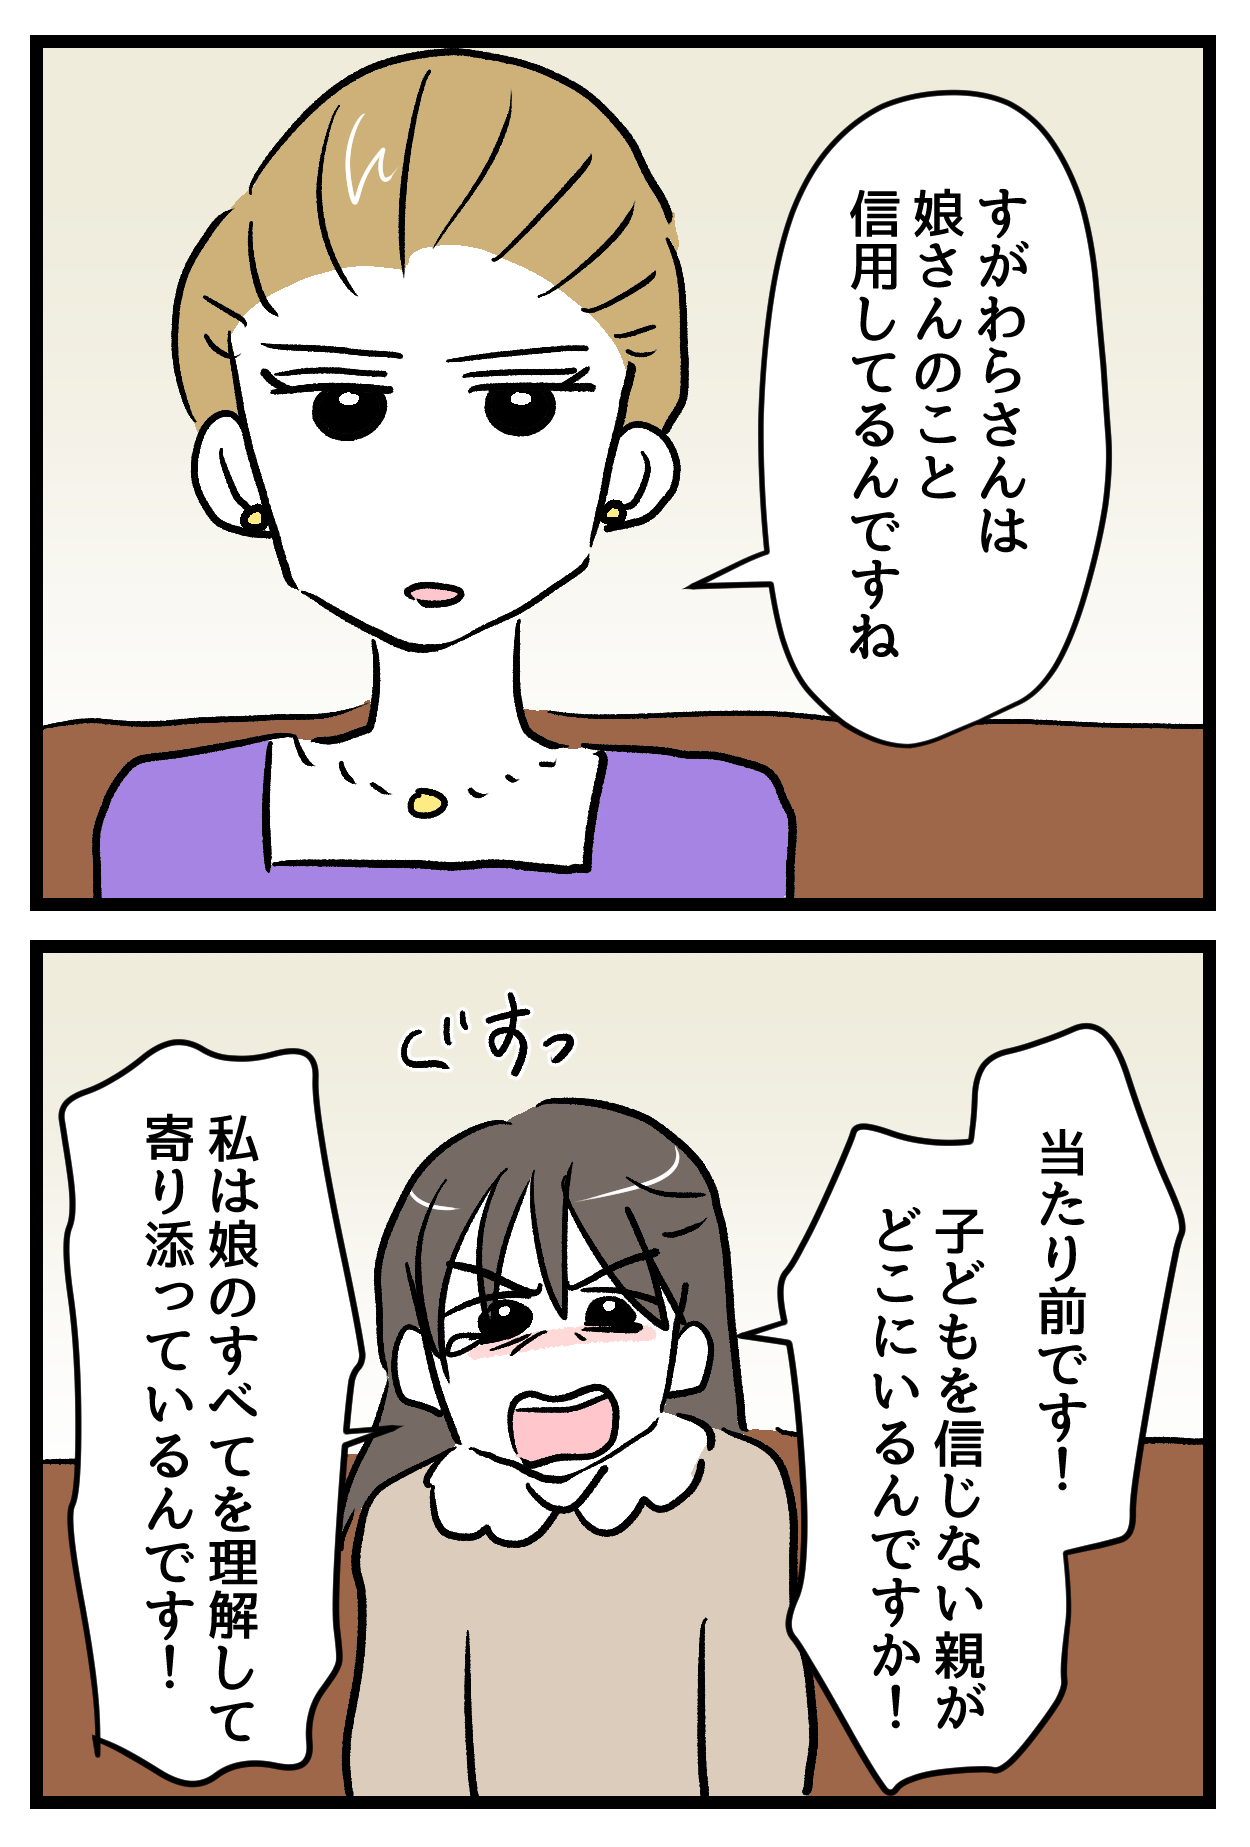 すがわらさんは
娘さんのこと
信用してるんですね
当たり前です！
子どもを信じない親が
どこにいるんですか！
ぐすっ
私は娘のすべてを理解して
寄り添っているんです！